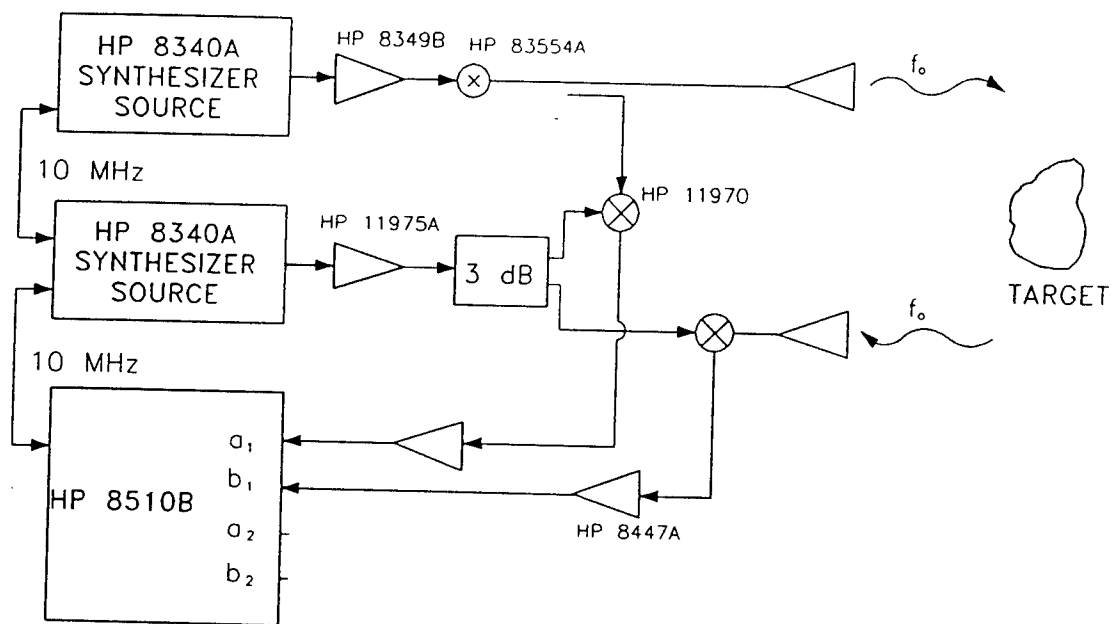 HP 8340A
SYNTHESIZER
SOURCE
HP 8349B
HP 83554A
×
f₀
10 MHz
HP 8340A
SYNTHESIZER
SOURCE
HP 11975A
3 dB
HP 11970
TARGET
f₀
10 MHz
HP 8510B
a₁
b₁
a₂
b₂
HP 8447A